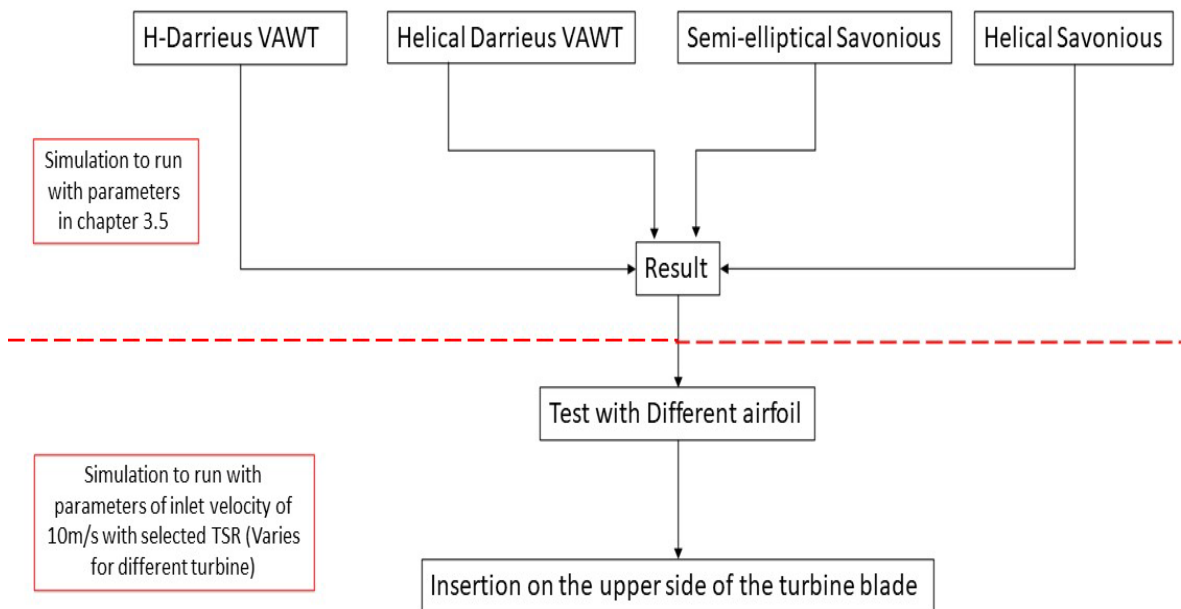 H-Darrieus VAWT
Helical Darrieus VAWT
Semi-elliptical Savonious
Helical Savonious
Simulation to run
with parameters
in chapter 3.5
Result
Test with Different airfoil
Simulation to run with
parameters of inlet velocity of
10m/s with selected TSR (Varies
for different turbine)
Insertion on the upper side of the turbine blade